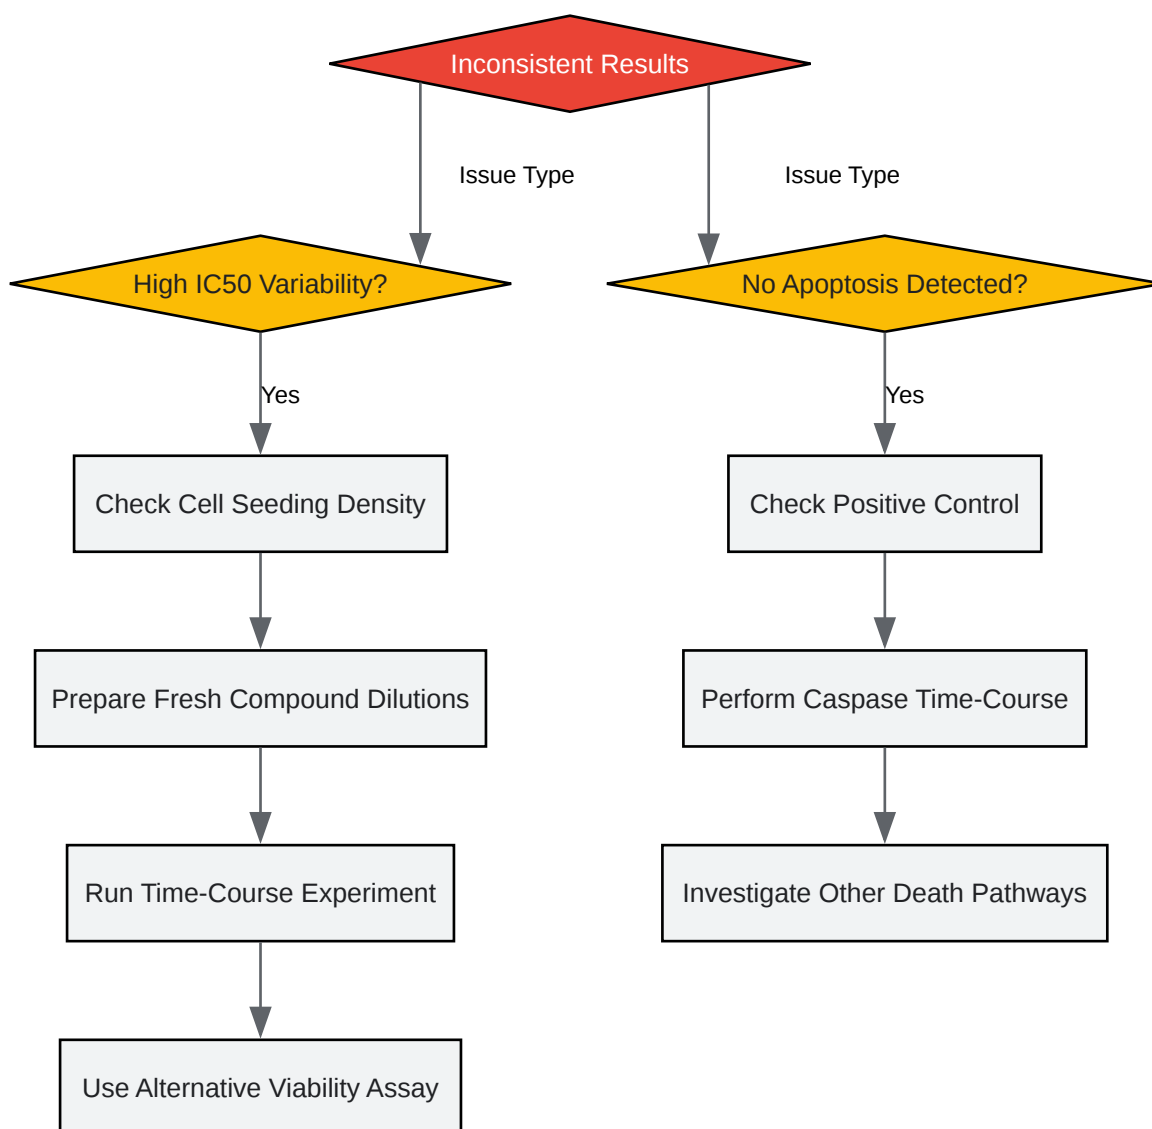 Inconsistent Results
Issue Type
Issue Type
High IC50 Variability?
No Apoptosis Detected?
Yes
Yes
Check Cell Seeding Density
Check Positive Control
Prepare Fresh Compound Dilutions
Perform Caspase Time-Course
Run Time-Course Experiment
Investigate Other Death Pathways
Use Alternative Viability Assay